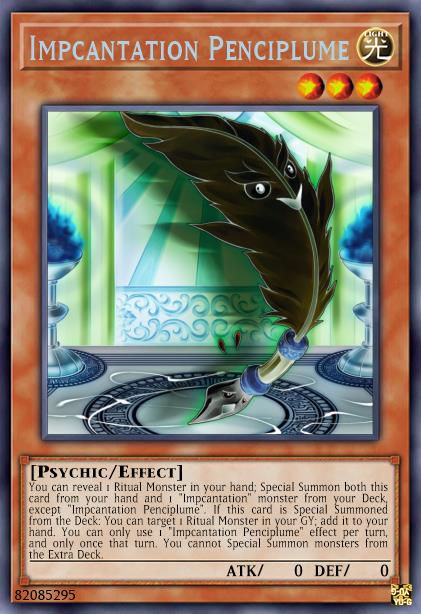 IMPCANTATION PENCIPLUME
LIGHT
光
[PSYCHIC/EFFECT]
You can reveal 1 Ritual Monster in your hand; Special Summon both this
card from your hand and 1 "Impcantation" monster from your Deck,
except "Impcantation Penciplume". If this card is Special Summoned
from the Deck: You can target 1 Ritual Monster in your GY; add it to your
hand. You can only use 1 "Impcantation Penciplume" effect per turn,
and only once that turn. You cannot Special Summon monsters from
the Extra Deck.
ATK/ 0 DEF/ 0
82085295